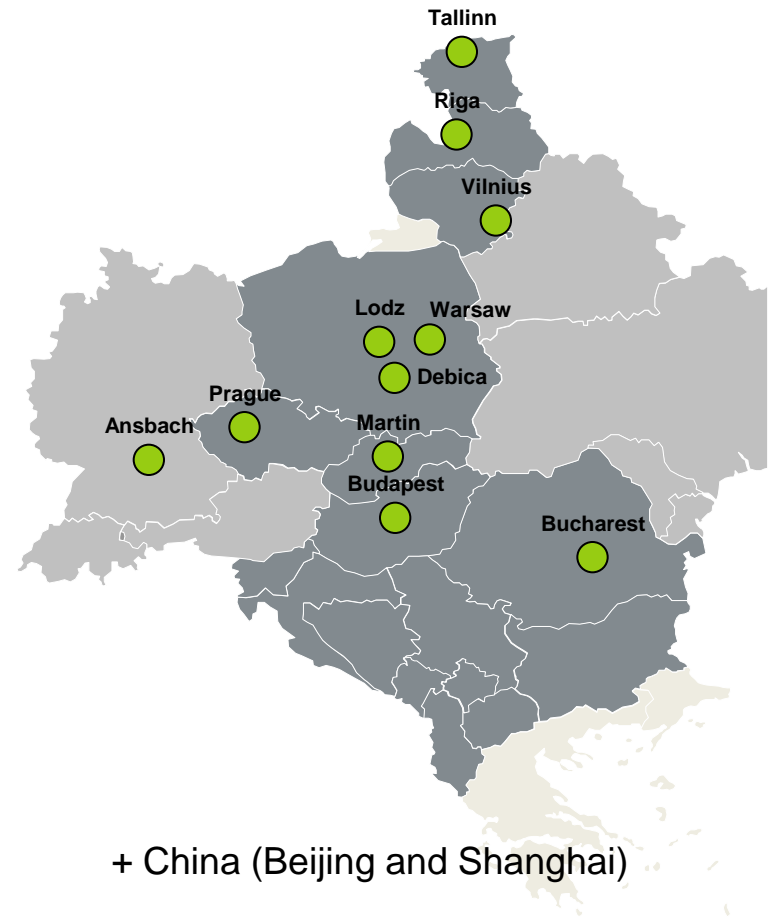 Tallinn
Riga
Vilnius
Lodz
Warsaw
Debica
Prague
Martin
Ansbach
Budapest
Bucharest
+ China (Beijing and Shanghai)